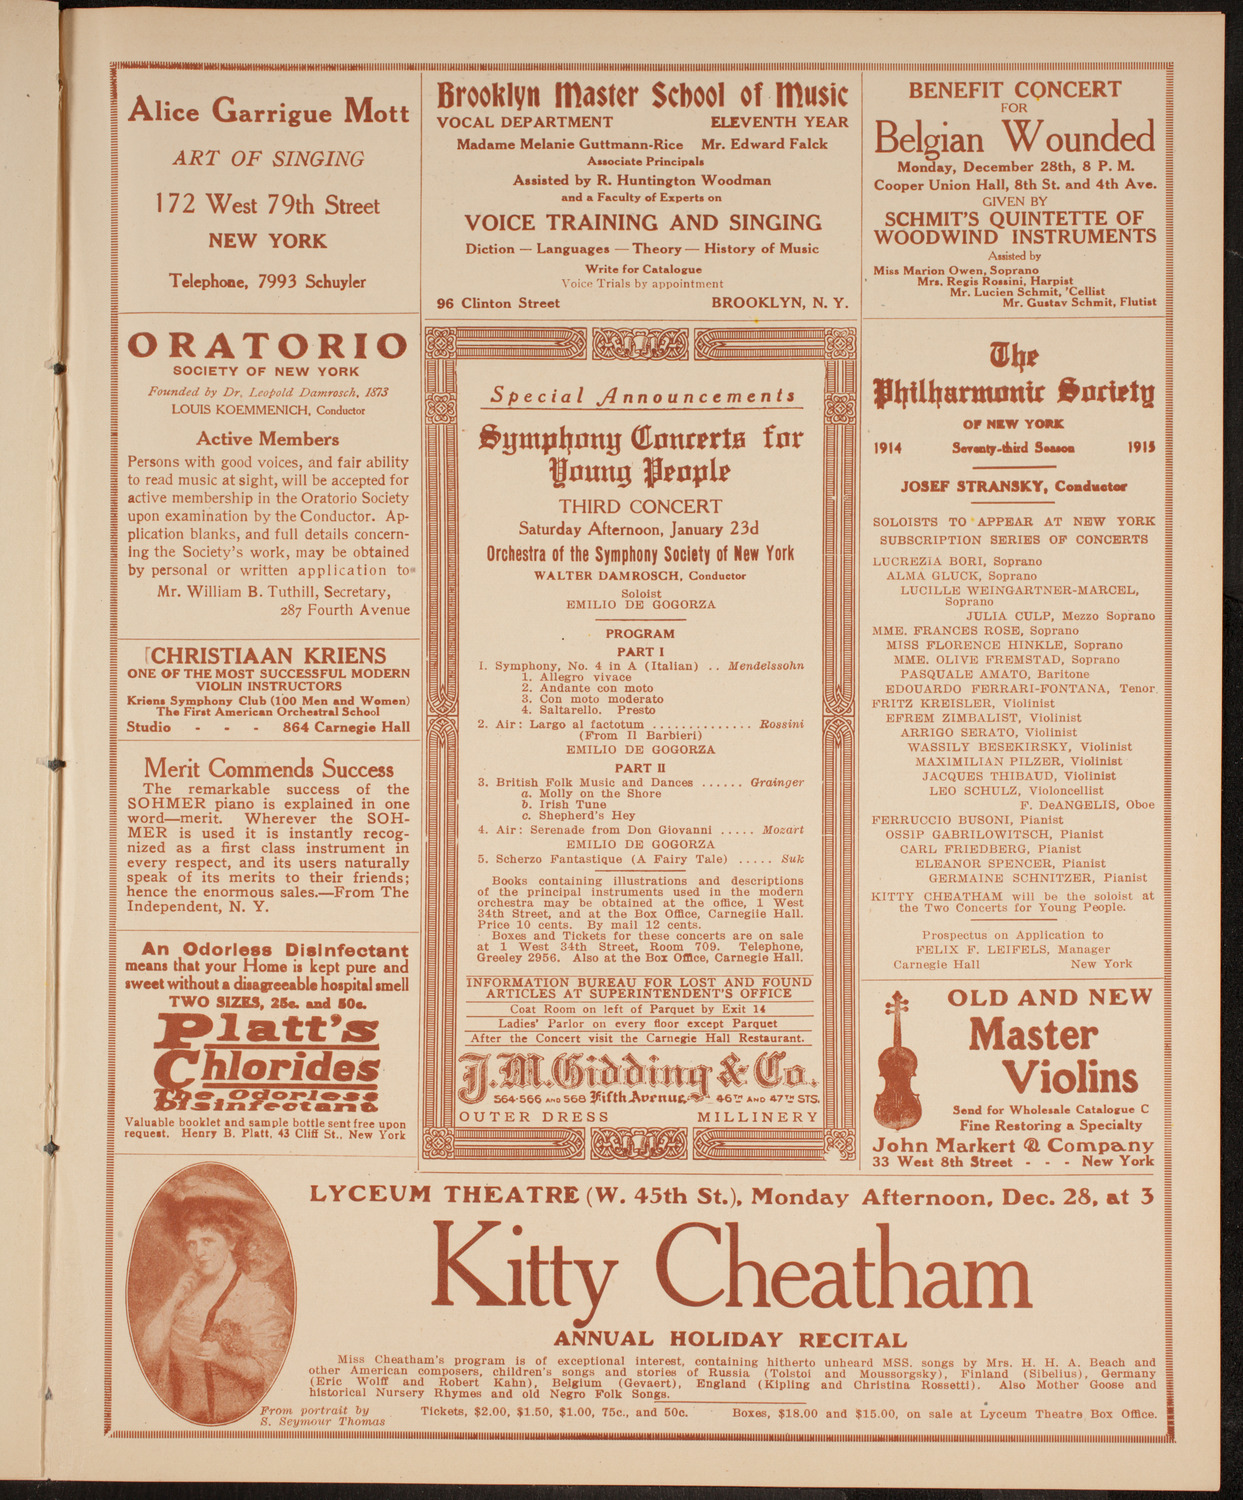 Alice Garrigue Mott
ART OF SINGING
172 West 79th Street
NEW YORK
Telephone, 7993 Schuyler
ORATORIO
SOCIETY OF NEW YORK
Founded by Dr. Leopold Damrosch, 1873
LOUIS KOEMMENICH, Conductor
Active Members
Persons with good voices, and fair ability
to read music at sight, will be accepted for
active membership in the Oratorio Society
upon examination by the Conductor. Ap-
plication blanks, and full details concern-
ing the Society's work, may be obtained
by personal or written application to
Mr. William B. Tuthill, Secretary,
287 Fourth Avenue
CHRISTIAAN KRIENS
ONE OF THE MOST SUCCESSFUL MODERN
VIOLIN INSTRUCTORS
Kriens Symphony Club (100 Men and Women)
The First American Orchestral School
Studio - - - 864 Carnegie Hall
Merit Commends Success
The remarkable success of the
SOHMER piano is explained in one
word—merit. Wherever the SOH-
MER is used it is instantly recog-
nized as a first class instrument in
every respect, and its users naturally
speak of its merits to their friends;
hence the enormous sales.—From The
Independent, N. Y.
An Odorless Disinfectant
means that your Home is kept pure and
sweet without a disagreeable hospital smell
TWO SIZES, 25c. and 50c.
Platt's
Chlorides
The Odorless
Disinfectant
Valuable booklet and sample bottle sent free upon
request. Henry B. Platt, 43 Cliff St., New York
Brooklyn Master School of Music
VOCAL DEPARTMENT ELEVENTH YEAR
Madame Melanie Guttmann-Rice Mr. Edward Falck
Associate Principals
Assisted by R. Huntington Woodman
and a Faculty of Experts on
VOICE TRAINING AND SINGING
Diction — Languages — Theory — History of Music
Write for Catalogue
Voice Trials by appointment
96 Clinton Street BROOKLYN, N. Y.
Special Announcements
Symphony Concerts for
Young People
THIRD CONCERT
Saturday Afternoon, January 23d
Orchestra of the Symphony Society of New York
WALTER DAMROSCH, Conductor
Soloist
EMILIO DE GOGORZA
PROGRAM
PART I
1. Symphony, No. 4 in A (Italian) .. Mendelssohn
1. Allegro vivace
2. Andante con moto
3. Con moto moderato
4. Saltarello. Presto
2. Air: Largo al factotum .............. Rossini
(From Il Barbieri)
EMILIO DE GOGORZA
PART II
3. British Folk Music and Dances ...... Grainger
a. Molly on the Shore
b. Irish Tune
c. Shepherd's Hey
4. Air: Serenade from Don Giovanni ..... Mozart
EMILIO DE GOGORZA
5. Scherzo Fantastique (A Fairy Tale) ..... Suk
Books containing illustrations and descriptions
of the principal instruments used in the modern
orchestra may be obtained at the office, 1 West
34th Street, and at the Box Office, Carnegiie Hall.
Price 10 cents. By mail 12 cents.
Boxes and Tickets for these concerts are on sale
at 1 West 34th Street, Room 709. Telephone,
Greeley 2956. Also at the Box Office, Carnegie Hall.
INFORMATION BUREAU FOR LOST AND FOUND
ARTICLES AT SUPERINTENDENT'S OFFICE
Coat Room on left of Parquet by Exit 14
Ladies' Parlor on every floor except Parquet
After the Concert visit the Carnegie Hall Restaurant.
J.M. Gidding & Co.
564-566 AND 568 Fifth Avenue 46TH AND 47TH STS.
OUTER DRESS MILLINERY
BENEFIT CONCERT
FOR
Belgian Wounded
Monday, December 28th, 8 P. M.
Cooper Union Hall, 8th St. and 4th Ave.
GIVEN BY
SCHMIT'S QUINTETTE OF
WOODWIND INSTRUMENTS
Assisted by
Miss Marion Owen, Soprano
Mrs. Regis Rossini, Harpist
Mr. Lucien Schmit, 'Cellist
Mr. Gustav Schmit, Flutist
The
Philharmonic Society
OF NEW YORK
1914 Seventy-third Season 1915
JOSEF STRANSKY, Conductor
SOLOISTS TO APPEAR AT NEW YORK
SUBSCRIPTION SERIES OF CONCERTS
LUCREZIA BORI, Soprano
ALMA GLUCK, Soprano
LUCILLE WEINGARTNER-MARCEL,
Soprano
JULIA CULP, Mezzo Soprano
MME. FRANCES ROSE, Soprano
MISS FLORENCE HINKLE, Soprano
MME. OLIVE FREMSTAD, Soprano
PASQUALE AMATO, Baritone
EDOUARDO FERRARI-FONTANA, Tenor
FRITZ KREISLER, Violinist
EFREM ZIMBALIST, Violinist
ARRIGO SERATO, Violinist
WASSILY BESEKIRSKY, Violinist
MAXIMILIAN PILZER, Violinist
JACQUES THIBAUD, Violinist
LEO SCHULZ, Violoncellist
F. DeANGELIS, Oboe
FERRUCCIO BUSONI, Pianist
OSSIP GABRILOWITSCH, Pianist
CARL FRIEDBERG, Pianist
ELEANOR SPENCER, Pianist
GERMAINE SCHNITZER, Pianist
KITTY CHEATHAM will be the soloist at
the Two Concerts for Young People.
Prospectus on Application to
FELIX F. LEIFELS, Manager
Carnegie Hall New York
OLD AND NEW
Master
Violins
Send for Wholesale Catalogue C
Fine Restoring a Specialty
John Markert & Company
33 West 8th Street - - - New York
LYCEUM THEATRE (W. 45th St.), Monday Afternoon, Dec. 28, at 3
Kitty Cheatham
ANNUAL HOLIDAY RECITAL
Miss Cheatham's program is of exceptional interest, containing hitherto unheard MSS. songs by Mrs. H. H. A. Beach and
other American composers, children's songs and stories of Russia (Tolstoi and Moussorgsky), Finland (Sibelius), Germany
(Eric Wolff and Robert Kahn), Belgium (Gevaert), England (Kipling and Christina Rossetti). Also Mother Goose and
historical Nursery Rhymes and old Negro Folk Songs.
From portrait by
S. Seymour Thomas
Tickets, $2.00, $1.50, $1.00, 75c., and 50c. Boxes, $18.00 and $15.00, on sale at Lyceum Theatre Box Office.